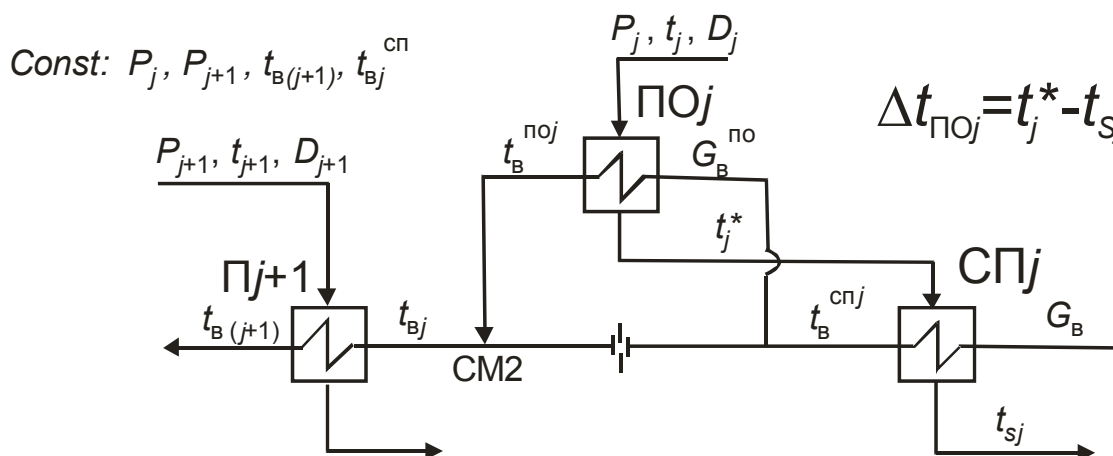 Const: P_j, P_{j+1}, t_{в(j+1)}, t_{вj}^{сп}
P_j, t_j, D_j
ПОj
Δt_{ПОj}=t_j^*-t_{S}
P_{j+1}, t_{j+1}, D_{j+1}
t_в^{поj}
G_в^{по}
t_j^*
Пj+1
СПj
t_{в (j+1)}
t_{вj}
t_в^{спj}
G_в
СМ2
t_{sj}